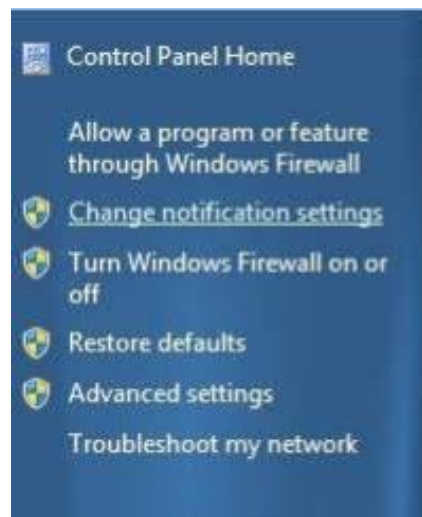 Control Panel Home
Allow a program or feature
through Windows Firewall
Change notification settings
Turn Windows Firewall on or
off
Restore defaults
Advanced settings
Troubleshoot my network